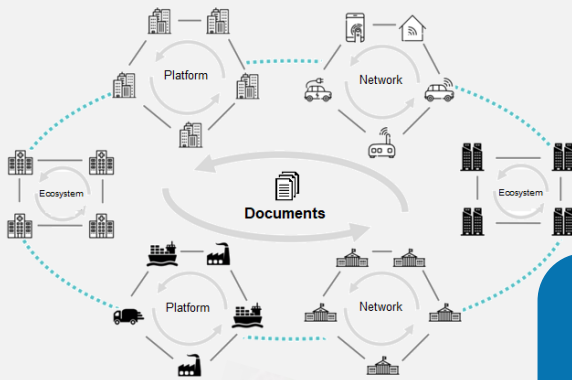 Platform
Network
Ecosystem
Ecosystem
Documents
Platform
Network